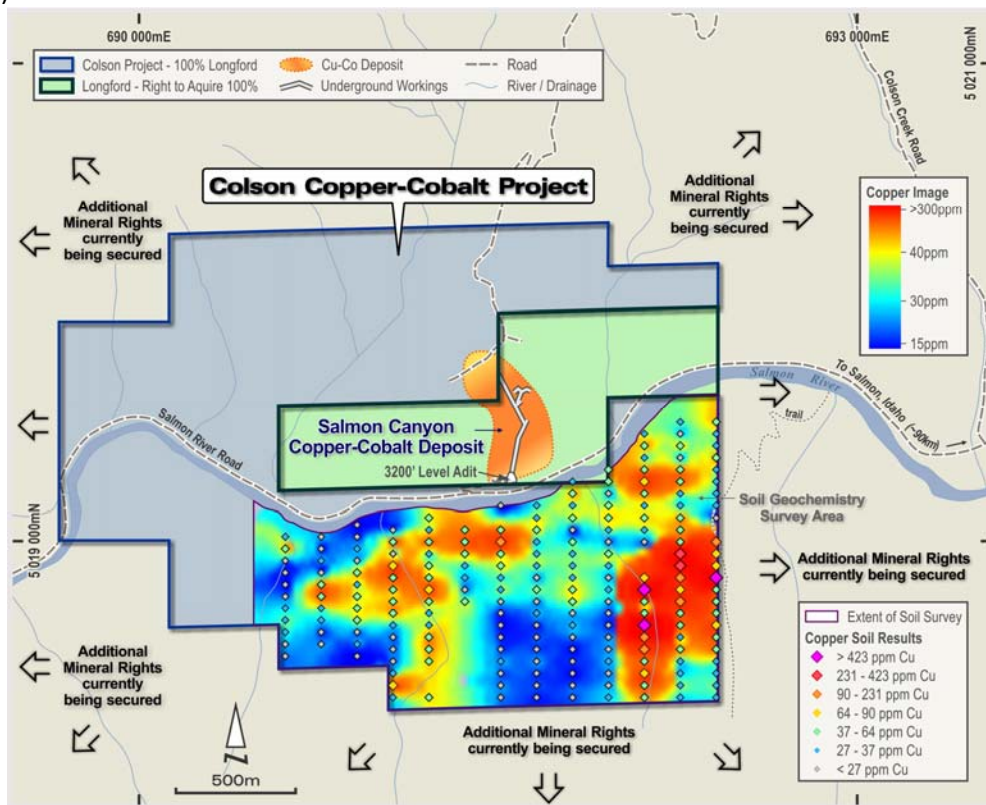 )
690 000mE
693 000mE
5 021 000mN
Colson Project - 100% Longford
Cu-Co Deposit
Road
Longford - Right to Aquire 100%
Underground Workings
River / Drainage
Colson Creek Road
Colson Copper-Cobalt Project
Additional
Mineral Rights
currently
being secured
Additional
Mineral Rights
currently
being secured
Copper Image
>300ppm
40ppm
30ppm
15ppm
Salmon River
To Salmon, Idaho (~90km)
trail
Salmon River Road
Salmon Canyon
Copper-Cobalt Deposit
3200' Level Adit
Soil Geochemistry
Survey Area
5 019 000mN
Additional Mineral Rights
currently being secured
Additional
Mineral Rights
currently
being secured
Extent of Soil Survey
Copper Soil Results
> 423 ppm Cu
231 - 423 ppm Cu
90 - 231 ppm Cu
64 - 90 ppm Cu
37 - 64 ppm Cu
27 - 37 ppm Cu
< 27 ppm Cu
Additional Mineral Rights
currently being secured
N
500m